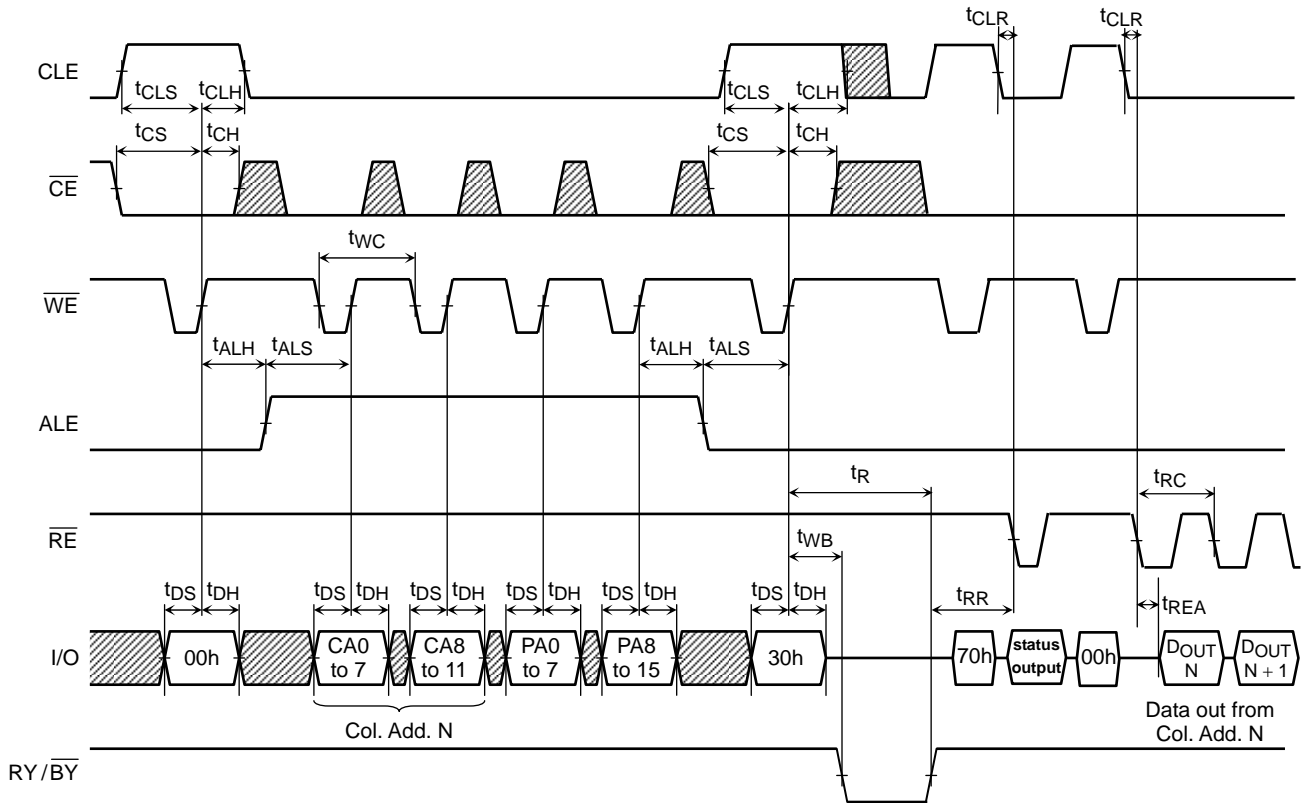 tCLR tCLR
CLE
tCLS tCLH tCLS tCLH
tCS tCH tCS tCH
CE
tWC
WE
tALH tALS tALH tALS
ALE
tR
tRC
RE
tWB
tDS tDH tDS tDH tDS tDH tDS tDH tDS tDH tDS tDH
tRR
tREA
I/O
00h
CA0 to 7
CA8 to 11
PA0 to 7
PA8 to 15
30h
70h
status output
00h
DOUT N
DOUT N + 1
Col. Add. N
Data out from
Col. Add. N
RY/BY